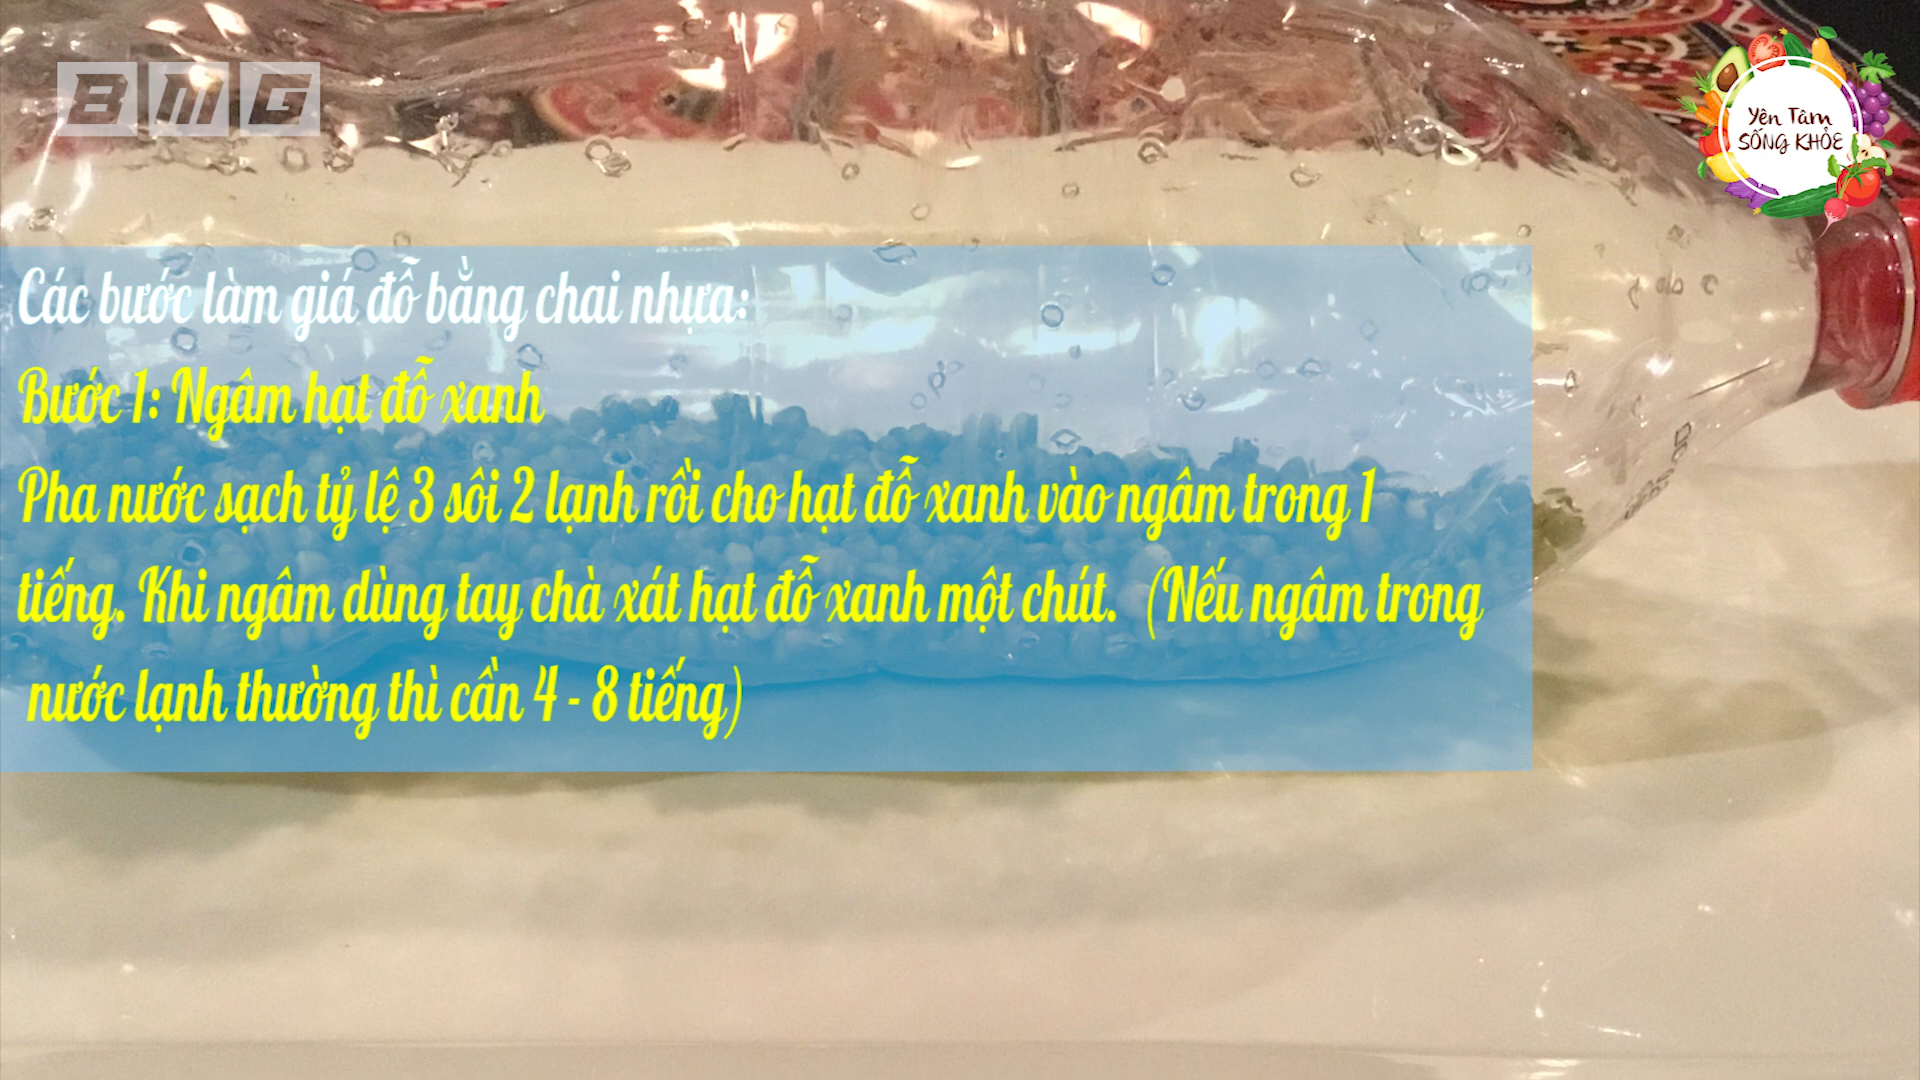 BMG
Yên Tâm
SỐNG KHỎE
Các bước làm giá đỗ bằng chai nhựa:
Bước 1: Ngâm hạt đỗ xanh
Pha nước sạch tỷ lệ 3 sôi 2 lạnh rồi cho hạt đỗ xanh vào ngâm trong 1
tiếng. Khi ngâm dùng tay chà xát hạt đỗ xanh một chút. (Nếu ngâm trong
nước lạnh thường thì cần 4 - 8 tiếng)